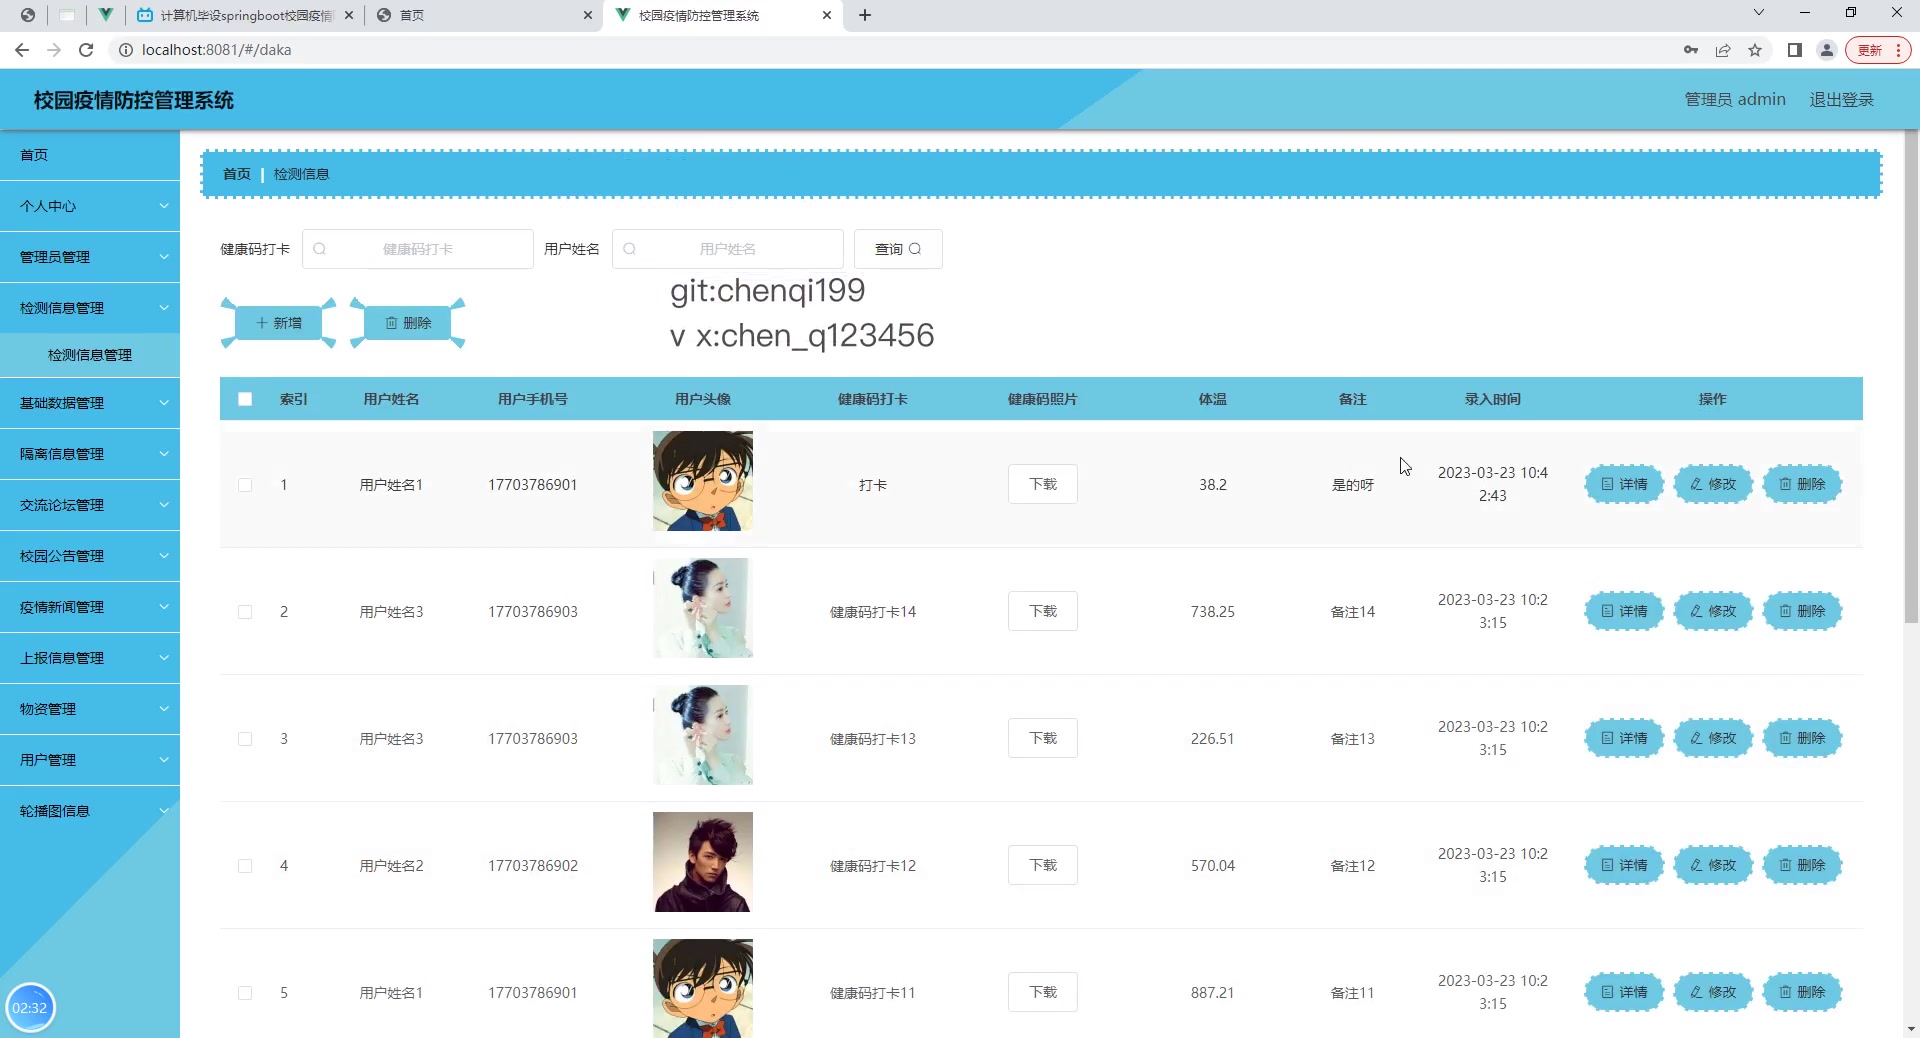 计算机毕设springboot校园疫情
首页
校园疫情防控管理系统
localhost:8081/#/daka
更新
校园疫情防控管理系统
管理员 admin
退出登录
首页
个人中心
管理员管理
检测信息管理
检测信息管理
基础数据管理
隔离信息管理
交流论坛管理
校园公告管理
疫情新闻管理
上报信息管理
物资管理
用户管理
轮播图信息
02:32
首页 检测信息
健康码打卡 健康码打卡 用户姓名 用户姓名 查询
git:chenqi199
新增 删除
v x:chen_q123456
索引 用户姓名 用户手机号 用户头像 健康码打卡 健康码照片 体温 备注 录入时间 操作
1 用户姓名1 17703786901 打卡 下载 38.2 是的呀 2023-03-23 10:4
2:43 详情 修改 删除
2 用户姓名3 17703786903 健康码打卡14 下载 738.25 备注14 2023-03-23 10:2
3:15 详情 修改 删除
3 用户姓名3 17703786903 健康码打卡13 下载 226.51 备注13 2023-03-23 10:2
3:15 详情 修改 删除
4 用户姓名2 17703786902 健康码打卡12 下载 570.04 备注12 2023-03-23 10:2
3:15 详情 修改 删除
5 用户姓名1 17703786901 健康码打卡11 下载 887.21 备注11 2023-03-23 10:2
3:15 详情 修改 删除